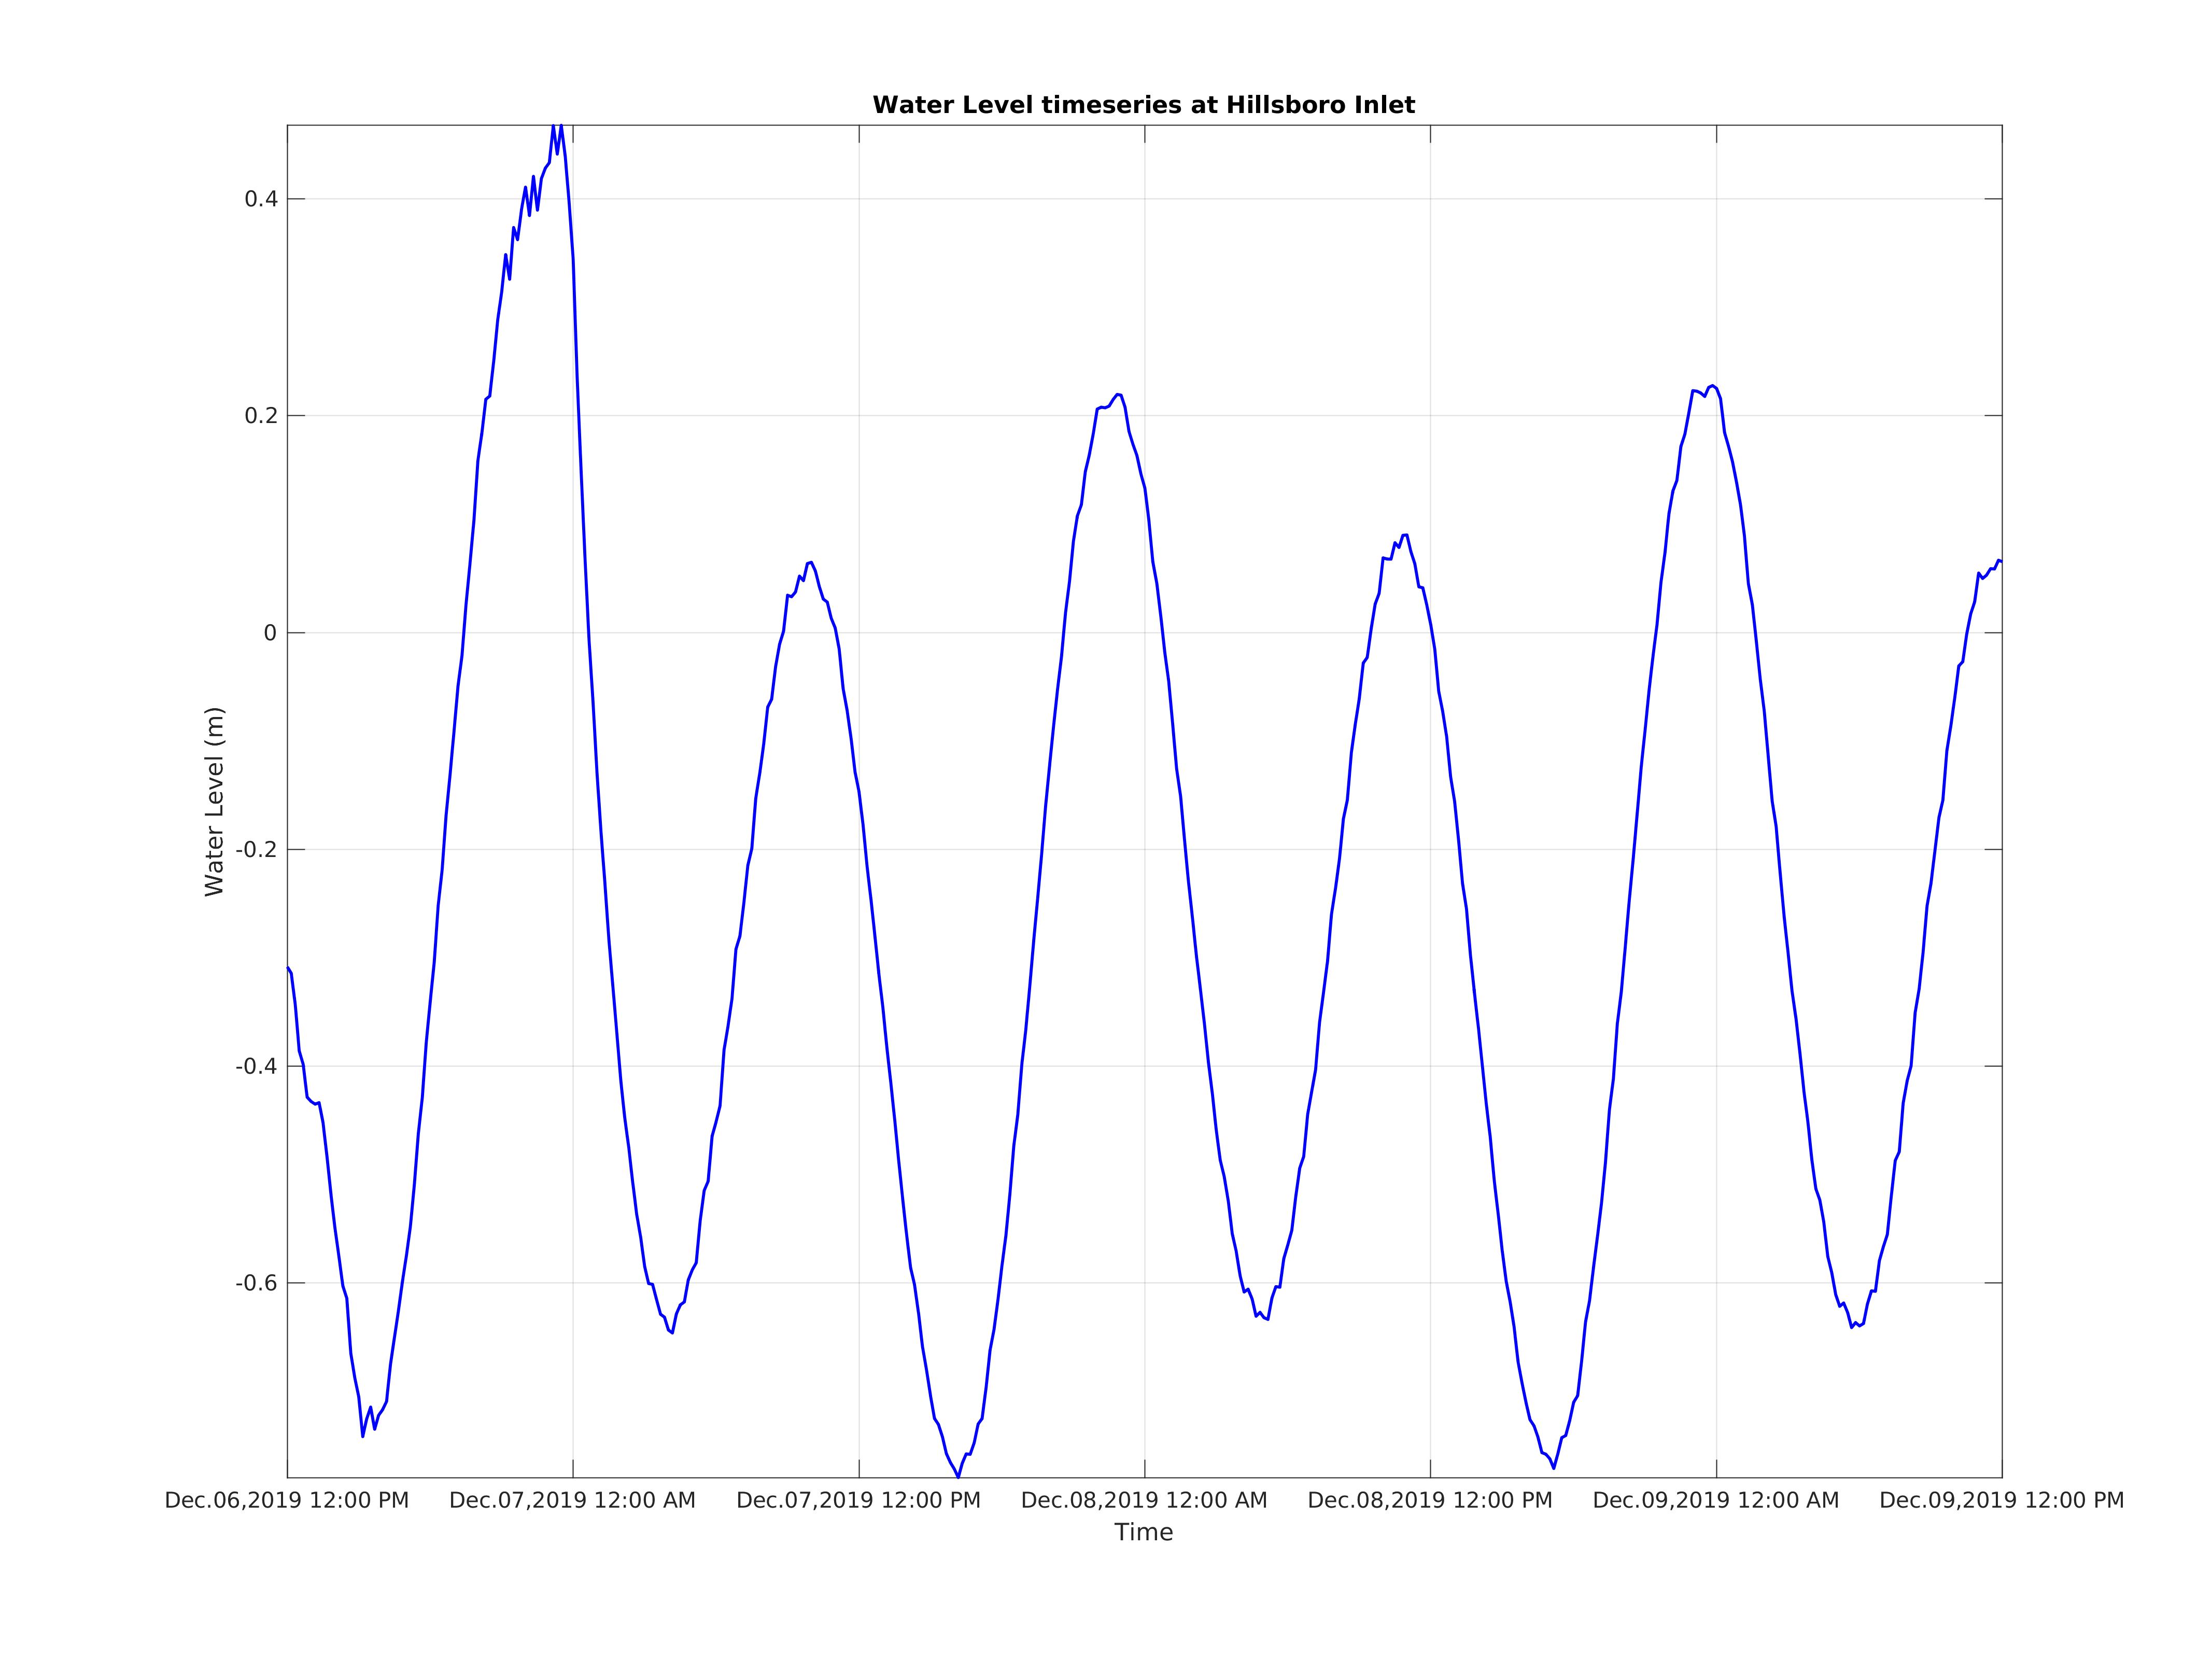 Water Level timeseries at Hillsboro Inlet
0.4
0.2
0
-0.2
-0.4
-0.6
Water Level (m)
Dec.06,2019 12:00 PM Dec.07,2019 12:00 AM Dec.07,2019 12:00 PM Dec.08,2019 12:00 AM Dec.08,2019 12:00 PM Dec.09,2019 12:00 AM Dec.09,2019 12:00 PM
Time